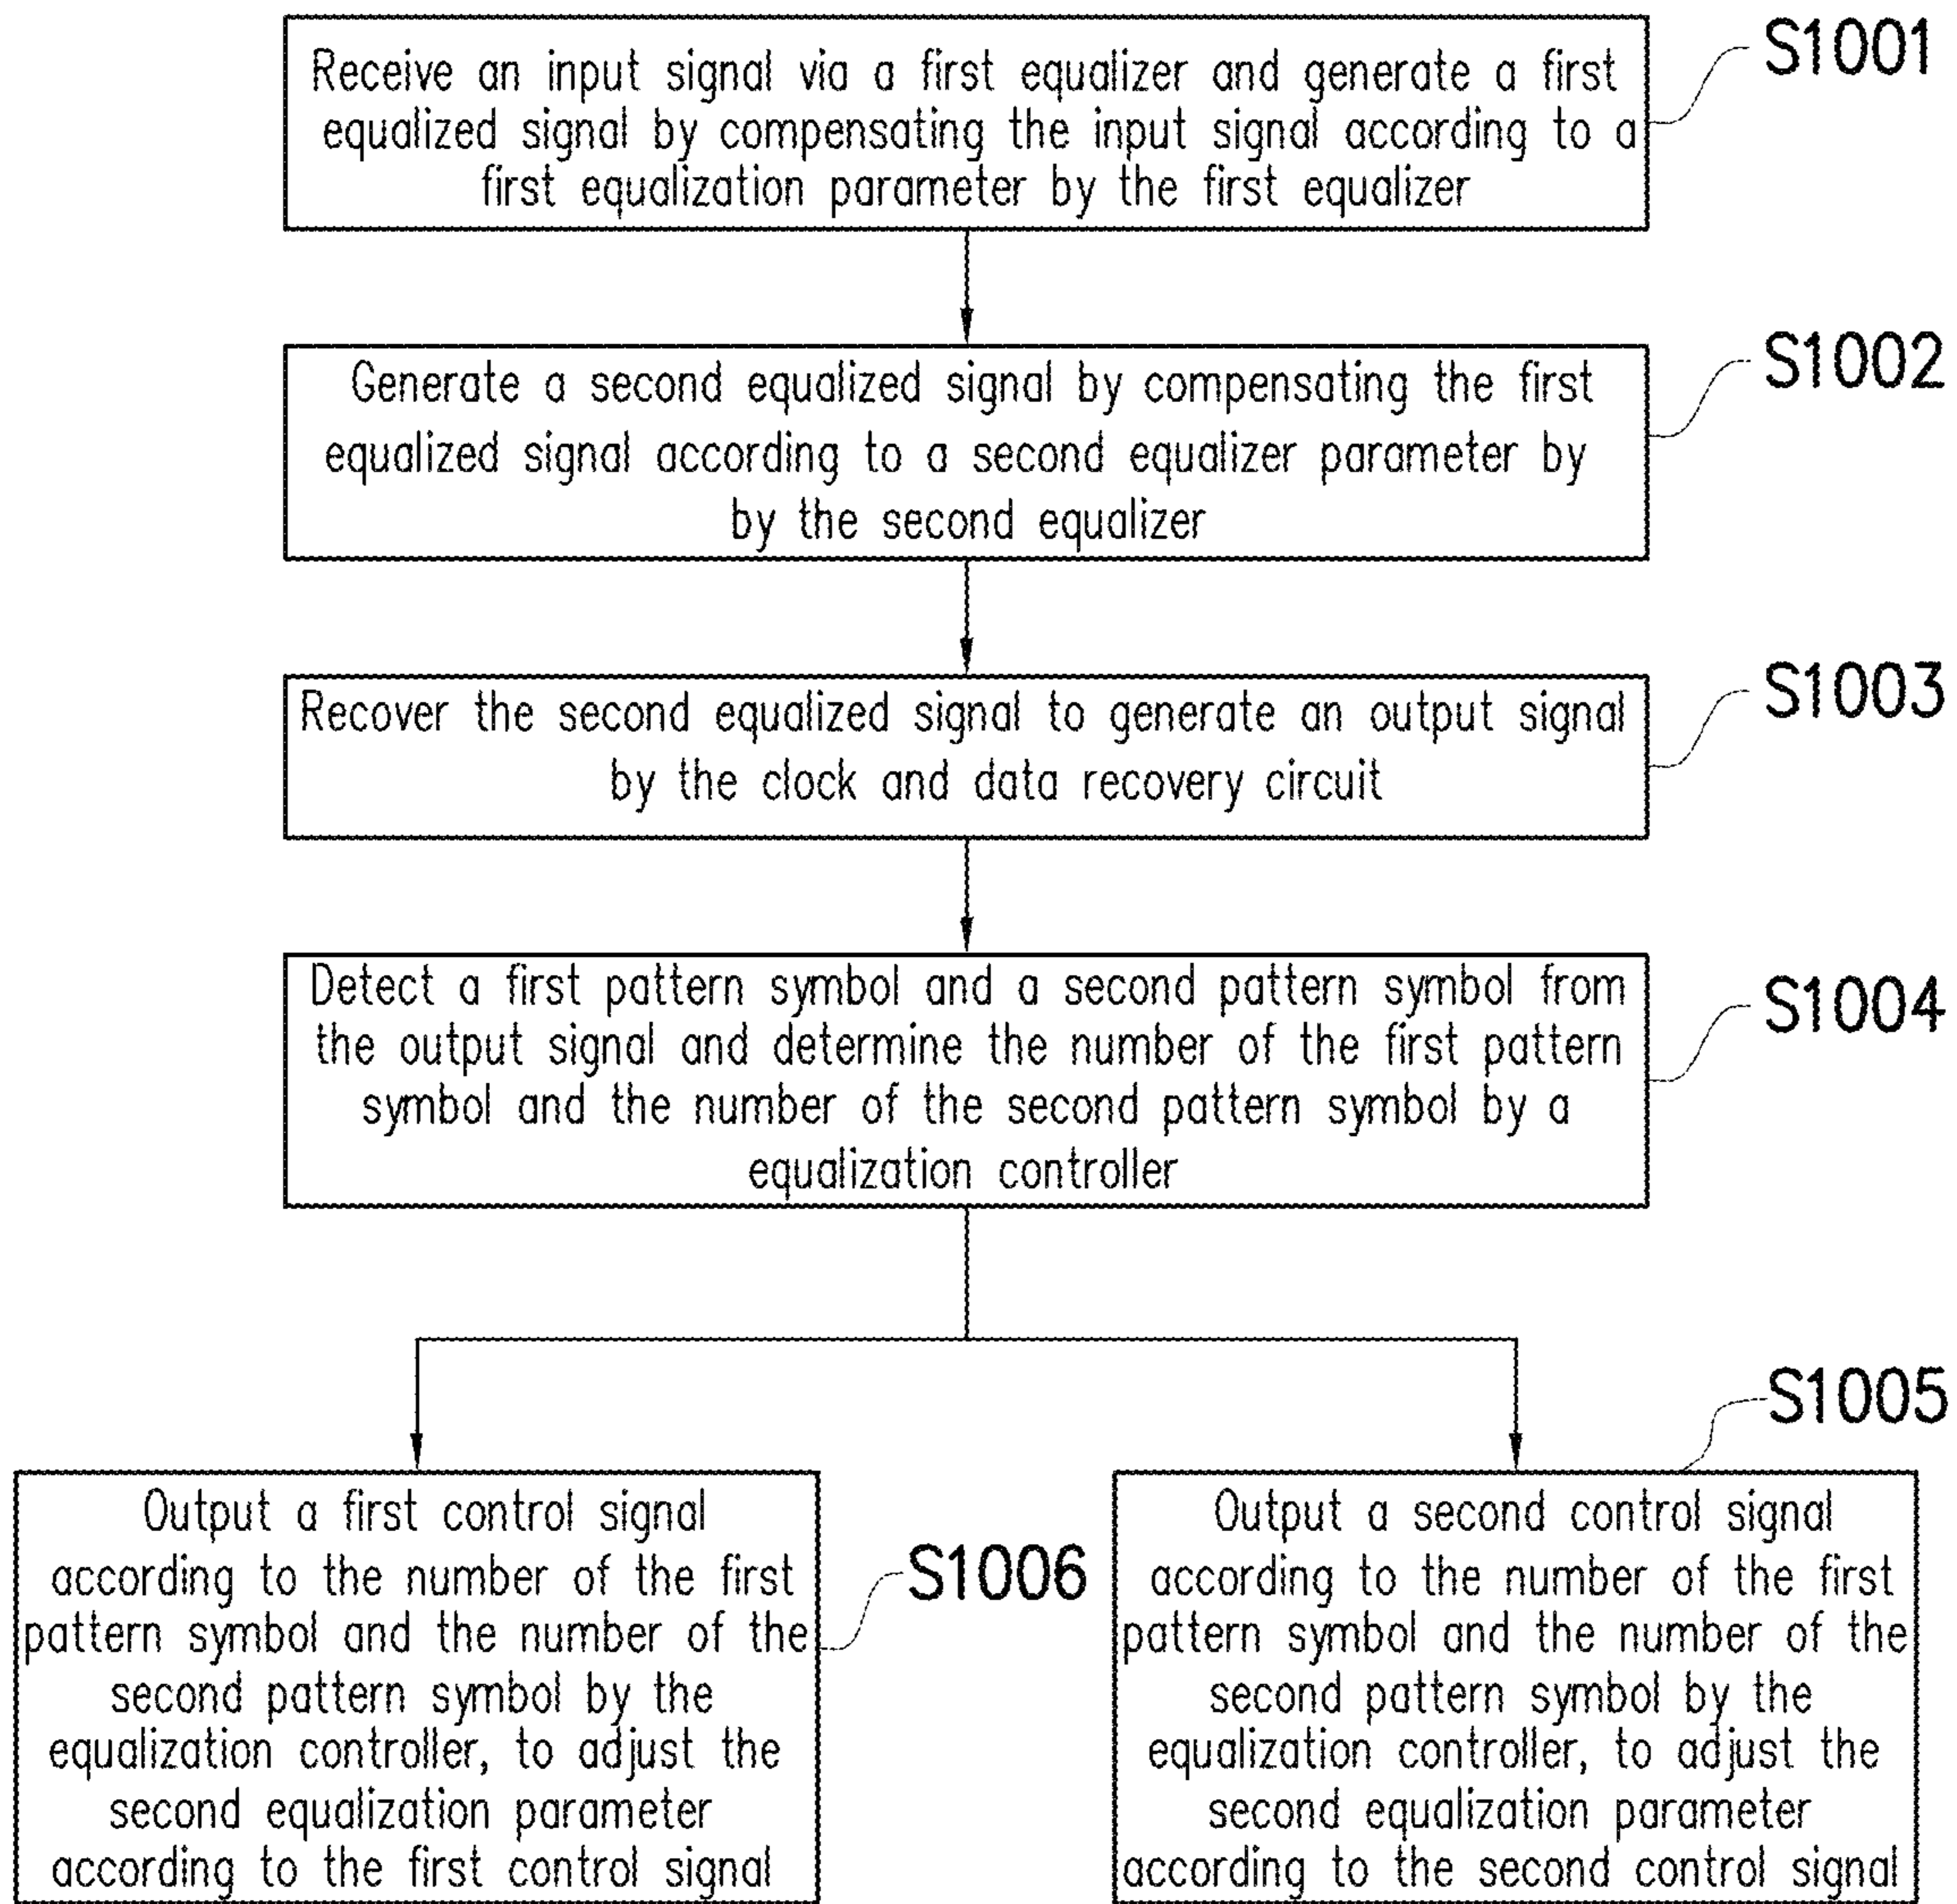 Receive an input signal via a first equalizer and generate a first
equalized signal by compensating the input signal according to a
first equalization parameter by the first equalizer
S1001
Generate a second equalized signal by compensating the first
equalized signal according to a second equalizer parameter by
by the second equalizer
S1002
Recover the second equalized signal to generate an output signal
by the clock and data recovery circuit
S1003
Detect a first pattern symbol and a second pattern symbol from
the output signal and determine the number of the first pattern
symbol and the number of the second pattern symbol by a
equalization controller
S1004
Output a first control signal
according to the number of the first
pattern symbol and the number of the
second pattern symbol by the
equalization controller, to adjust the
second equalization parameter
according to the first control signal
S1006
Output a second control signal
according to the number of the first
pattern symbol and the number of the
second pattern symbol by the
equalization controller, to adjust the
second equalization parameter
according to the second control signal
S1005